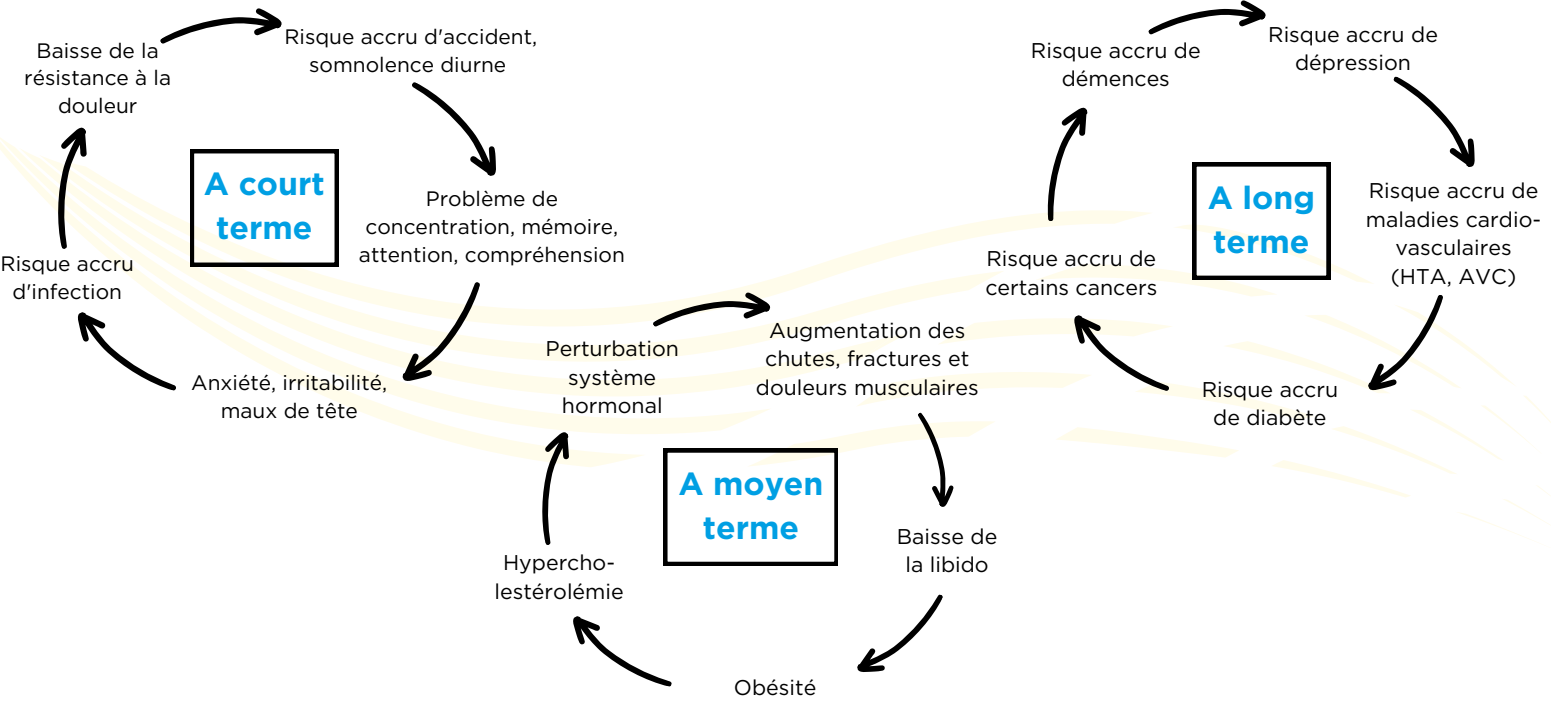 Baisse de la
résistance à la
douleur
Risque accru d'accident,
somnolence diurne
Problème de
concentration, mémoire,
attention, compréhension
Anxiété, irritabilité,
maux de tête
Risque accru
d'infection
A court
terme
Perturbation
système
hormonal
Augmentation des
chutes, fractures et
douleurs musculaires
Baisse de
la libido
Obésité
Hypercho-
lestérolémie
A moyen
terme
Risque accru de
démences
Risque accru de
dépression
Risque accru de
maladies cardio-
vasculaires
(HTA, AVC)
Risque accru
de diabète
Risque accru de
certains cancers
A long
terme